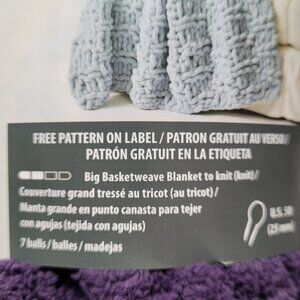 FREE PATTERN ON LABEL / PATRON GRATUIT AU VERSO /
PATRÓN GRATUIT EN LA ETIQUETA
Big Basketweave Blanket to knit (knit) /
Couverture grand tressé au tricot (au tricot) /
Manta grande en punto canasta para tejer
con agujas (tejida con agujas)
7 balls / balles / madejas
U.S. 50
(25 mm)